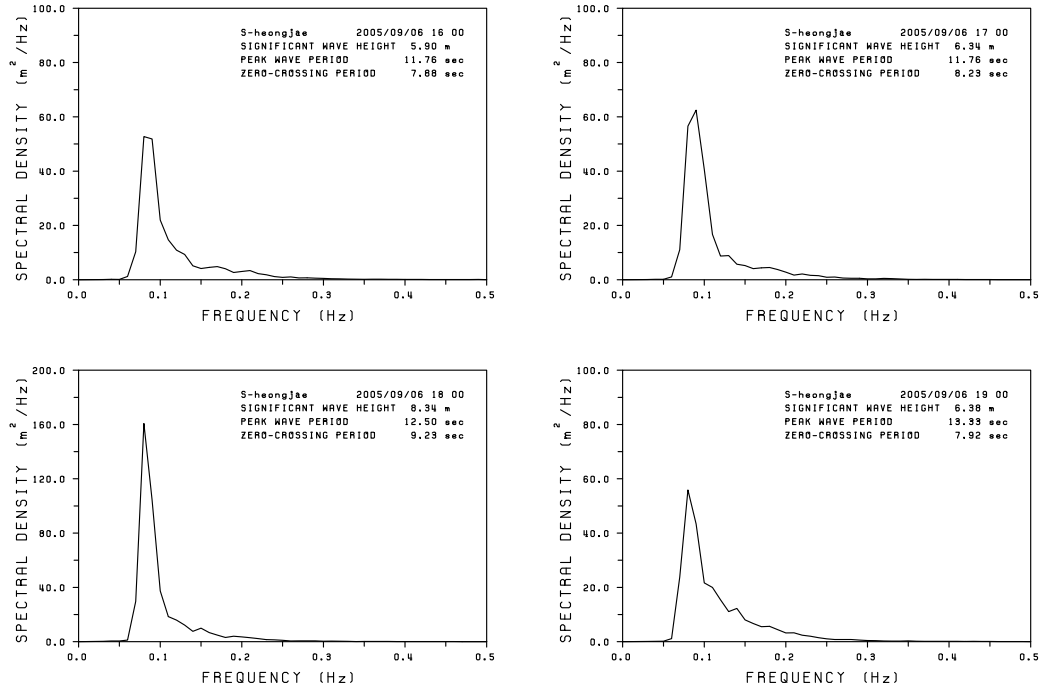 100.0
80.0
60.0
40.0
20.0
0.0
SPECTRAL DENSITY (m²/Hz)
S-heongjae 2005/09/06 16 00
SIGNIFICANT WAVE HEIGHT 5.90 m
PEAK WAVE PERIOD 11.76 sec
ZERO-CROSSING PERIOD 7.88 sec
0.0 0.1 0.2 0.3 0.4 0.5
FREQUENCY (Hz)
100.0
80.0
60.0
40.0
20.0
0.0
SPECTRAL DENSITY (m²/Hz)
S-heongjae 2005/09/06 17 00
SIGNIFICANT WAVE HEIGHT 6.34 m
PEAK WAVE PERIOD 11.76 sec
ZERO-CROSSING PERIOD 8.23 sec
0.0 0.1 0.2 0.3 0.4 0.5
FREQUENCY (Hz)
200.0
160.0
120.0
80.0
40.0
0.0
SPECTRAL DENSITY (m²/Hz)
S-heongjae 2005/09/06 18 00
SIGNIFICANT WAVE HEIGHT 8.34 m
PEAK WAVE PERIOD 12.50 sec
ZERO-CROSSING PERIOD 9.23 sec
0.0 0.1 0.2 0.3 0.4 0.5
FREQUENCY (Hz)
100.0
80.0
60.0
40.0
20.0
0.0
SPECTRAL DENSITY (m²/Hz)
S-heongjae 2005/09/06 19 00
SIGNIFICANT WAVE HEIGHT 6.38 m
PEAK WAVE PERIOD 13.33 sec
ZERO-CROSSING PERIOD 7.92 sec
0.0 0.1 0.2 0.3 0.4 0.5
FREQUENCY (Hz)